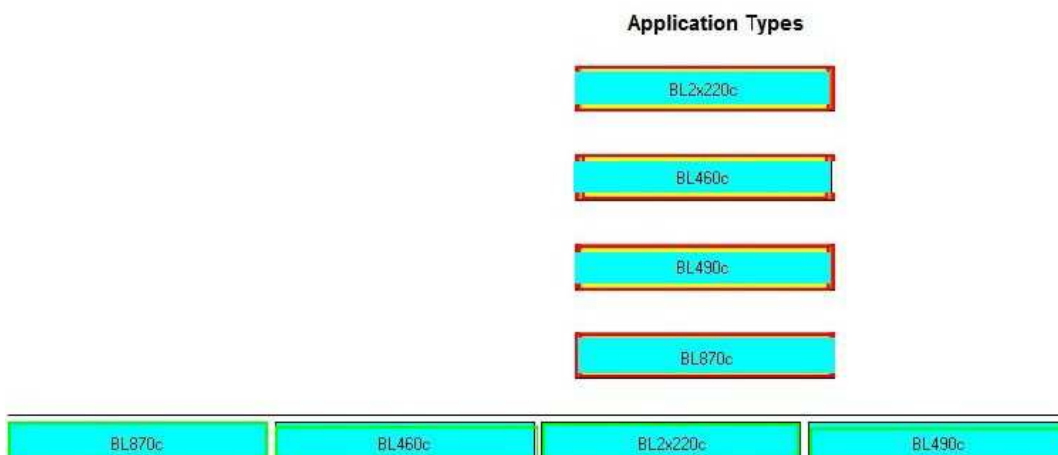 Application Types
BL2x220c
BL460c
BL490c
BL870c
BL870c BL460c BL2x220c BL490c